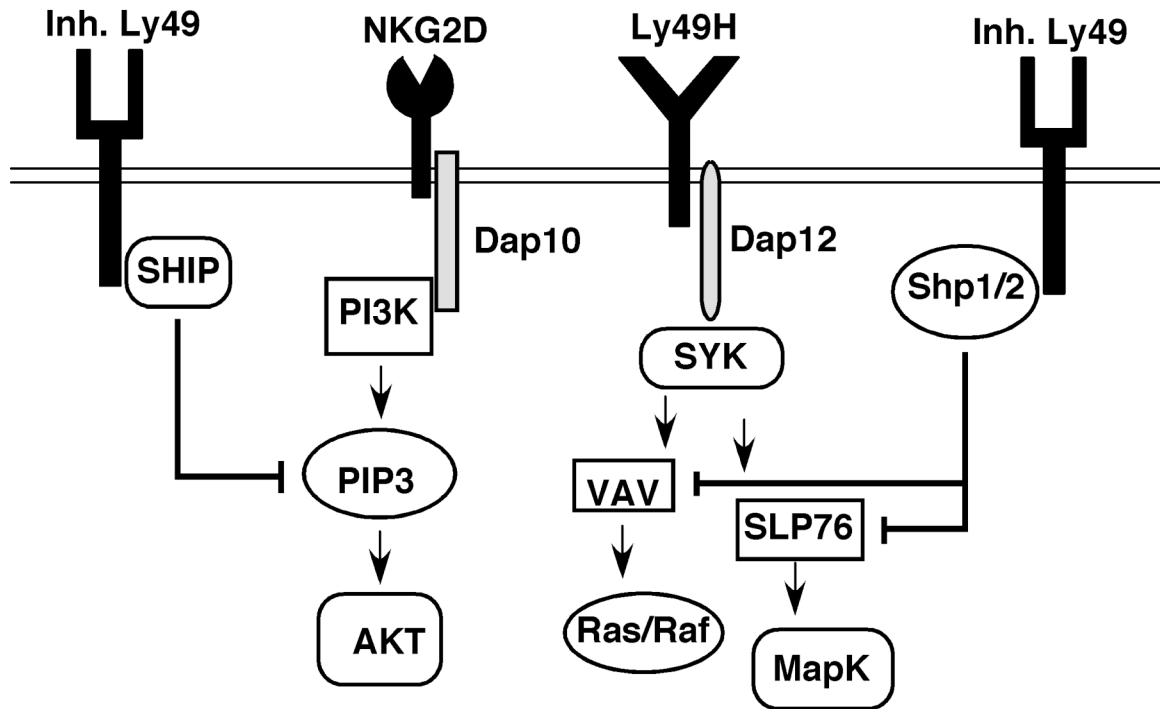 Inh. Ly49
NKG2D
Ly49H
Inh. Ly49
Dap10
Dap12
SHIP
Shp1/2
PI3K
SYK
PIP3
VAV
SLP76
AKT
Ras/Raf
MapK